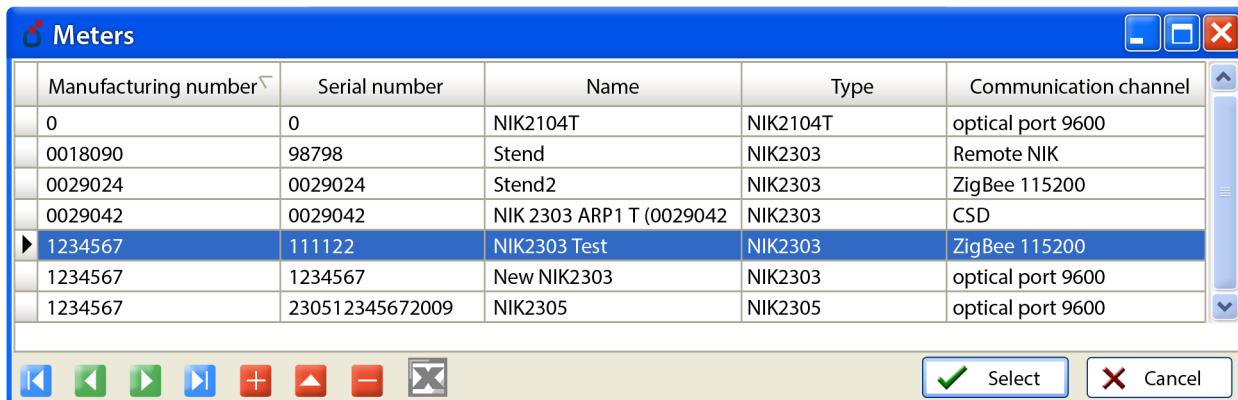 Meters
Manufacturing number Serial number Name Type Communication channel
0 0 NIK2104T NIK2104T optical port 9600
0018090 98798 Stend NIK2303 Remote NIK
0029024 0029024 Stend2 NIK2303 ZigBee 115200
0029042 0029042 NIK 2303 ARP1 T (0029042 NIK2303 CSD
1234567 111122 NIK2303 Test NIK2303 ZigBee 115200
1234567 1234567 New NIK2303 NIK2303 optical port 9600
1234567 230512345672009 NIK2305 NIK2305 optical port 9600
Select Cancel